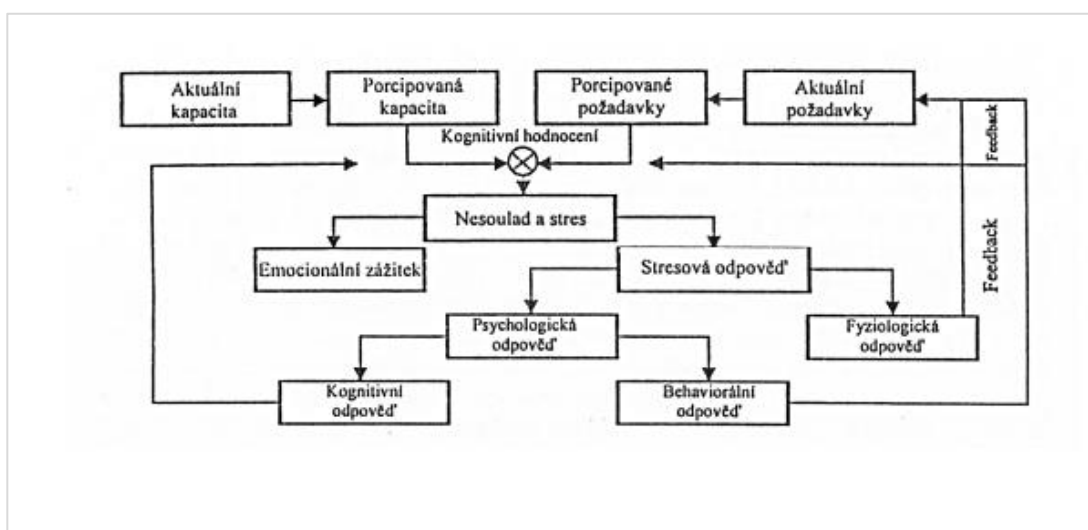 Aktuální
kapacita
Porcipovaná
kapacita
Porcipované
požadavky
Aktuální
požadavky
Kognitivní hodnocení
Feedback
Nesoulad a stres
Emocionální zážitek
Stresová odpověď
Feedback
Psychologická
odpověď
Fyziologická
odpověď
Kognitivní
odpověď
Behaviorální
odpověď